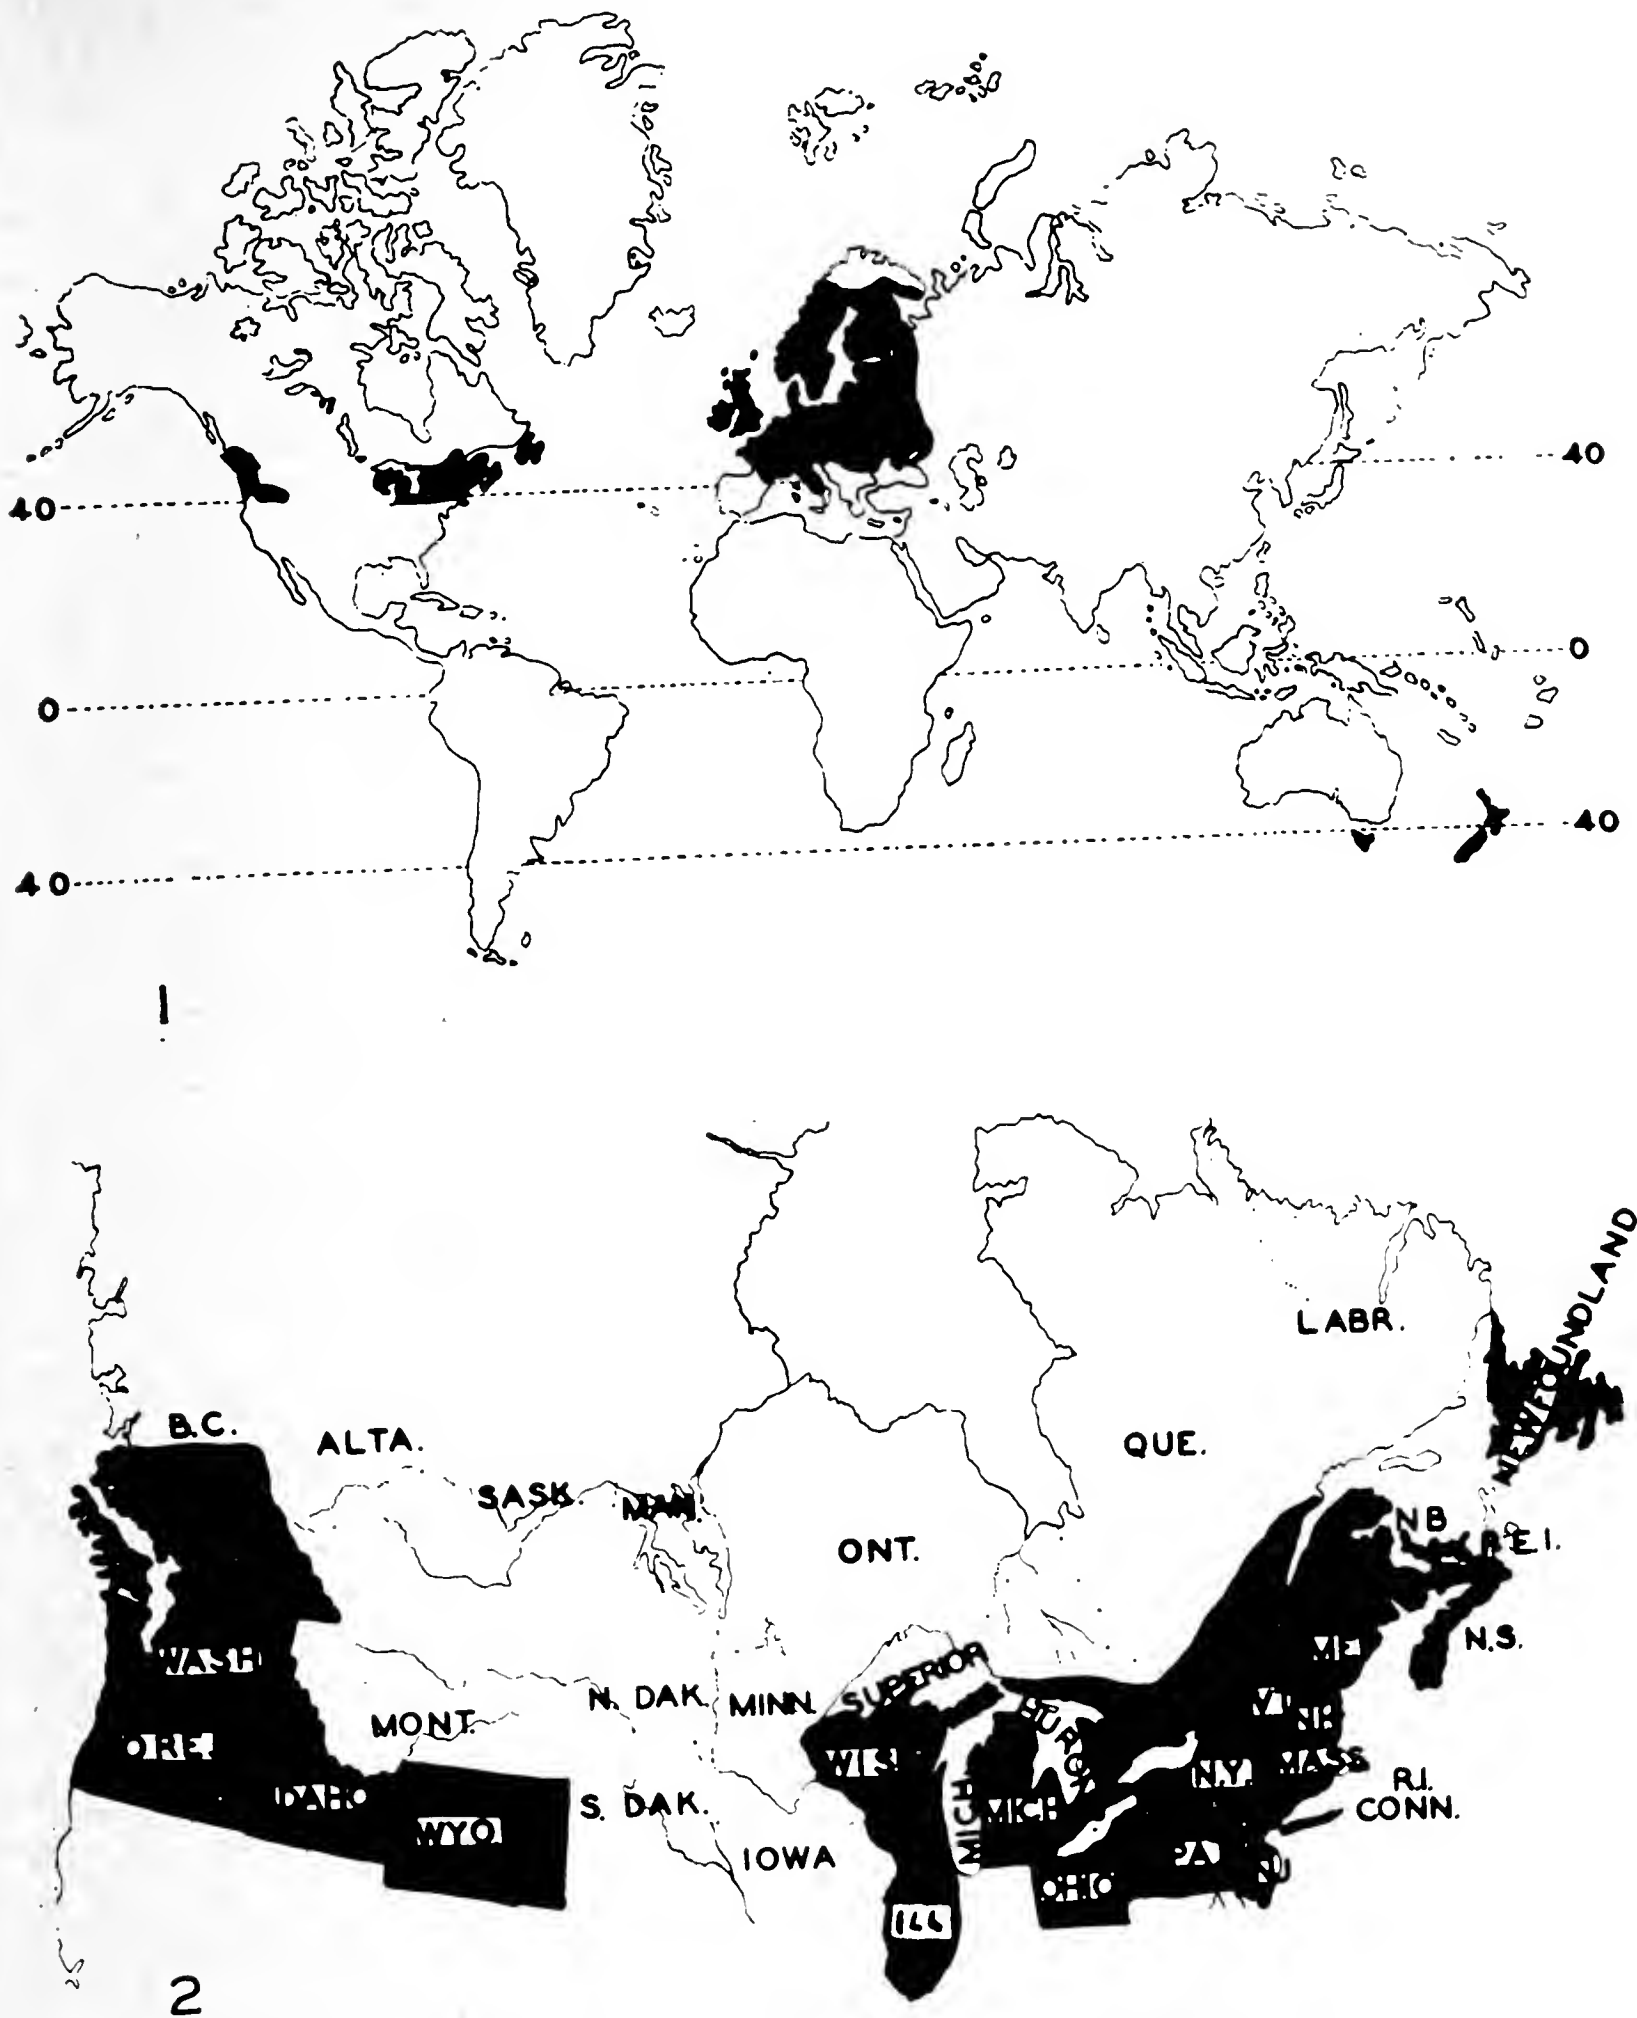 40
40
0
0
40
40
1
NEWFOUNDLAND
LABR.
B.C.
ALTA.
QUE.
SASK.
MAN.
NB
P.E.I.
ONT.
N.S.
ME
WASH
SUPERIOR
N. DAK.
MINN.
HURON
VT
NH
MONT.
ORE.
WIS.
N.Y.
MASS
R.I.
CONN.
IDAHO
S. DAK.
MICH
MICH
WYO
IOWA
PA
NJ
OHIO
ILL
2